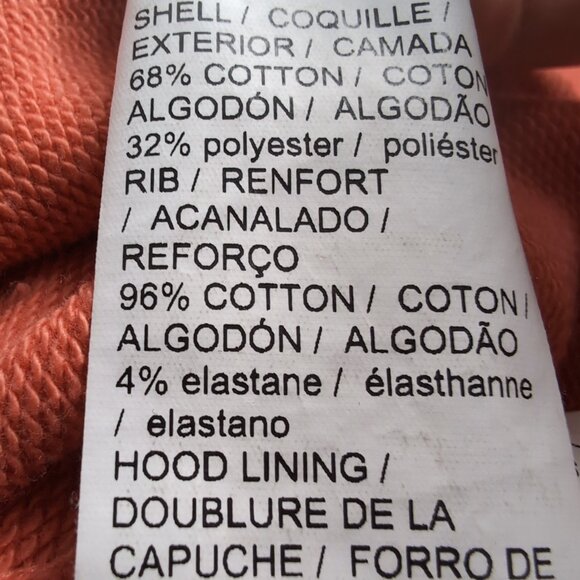 SHELL / COQUILLE /
EXTERIOR / CAMADA
68% COTTON / COTON
ALGODÓN / ALGODÃO
32% polyester / poliéster
RIB / RENFORT
/ ACANALADO /
REFORÇO
96% COTTON / COTON /
ALGODÓN / ALGODÃO
4% elastane / élasthanne
/ elastano
HOOD LINING /
DOUBLURE DE LA
CAPUCHE / FORRO DE